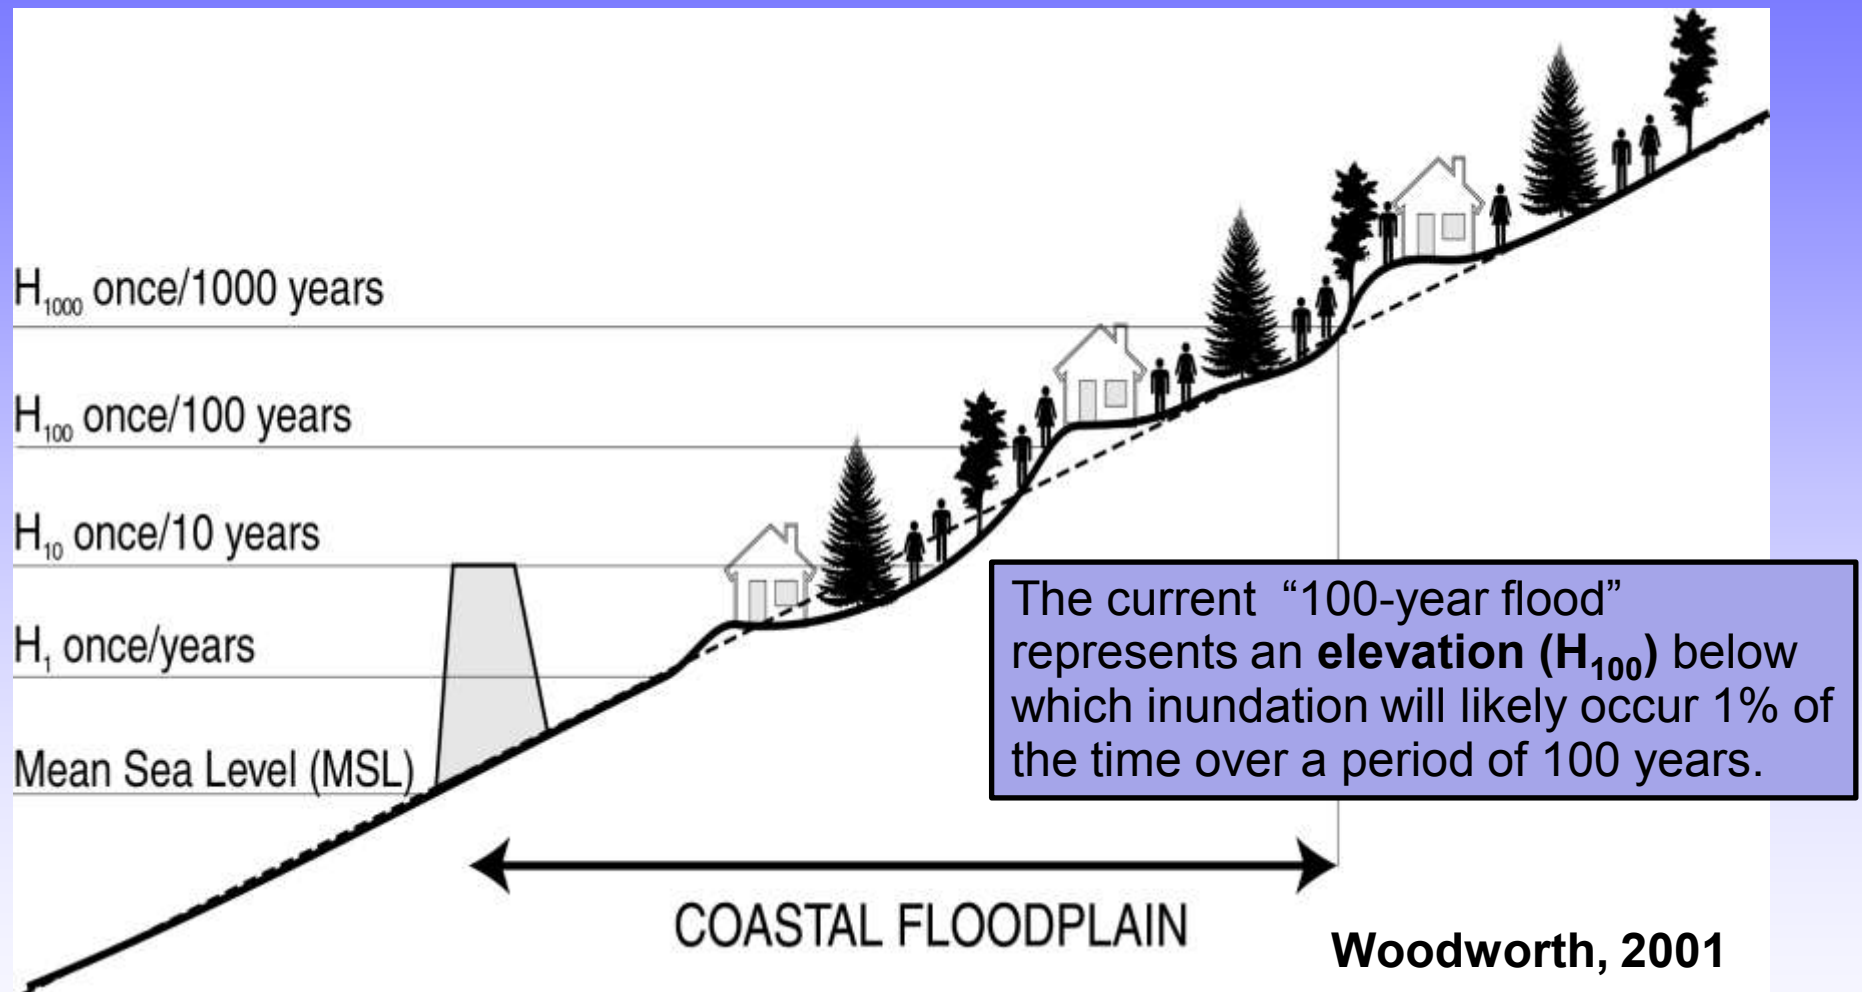 H₁₀₀₀ once/1000 years
H₁₀₀ once/100 years
H₁₀ once/10 years
H₁ once/years
Mean Sea Level (MSL)
The current “100-year flood”
represents an elevation (H₁₀₀) below
which inundation will likely occur 1% of
the time over a period of 100 years.
COASTAL FLOODPLAIN
Woodworth, 2001